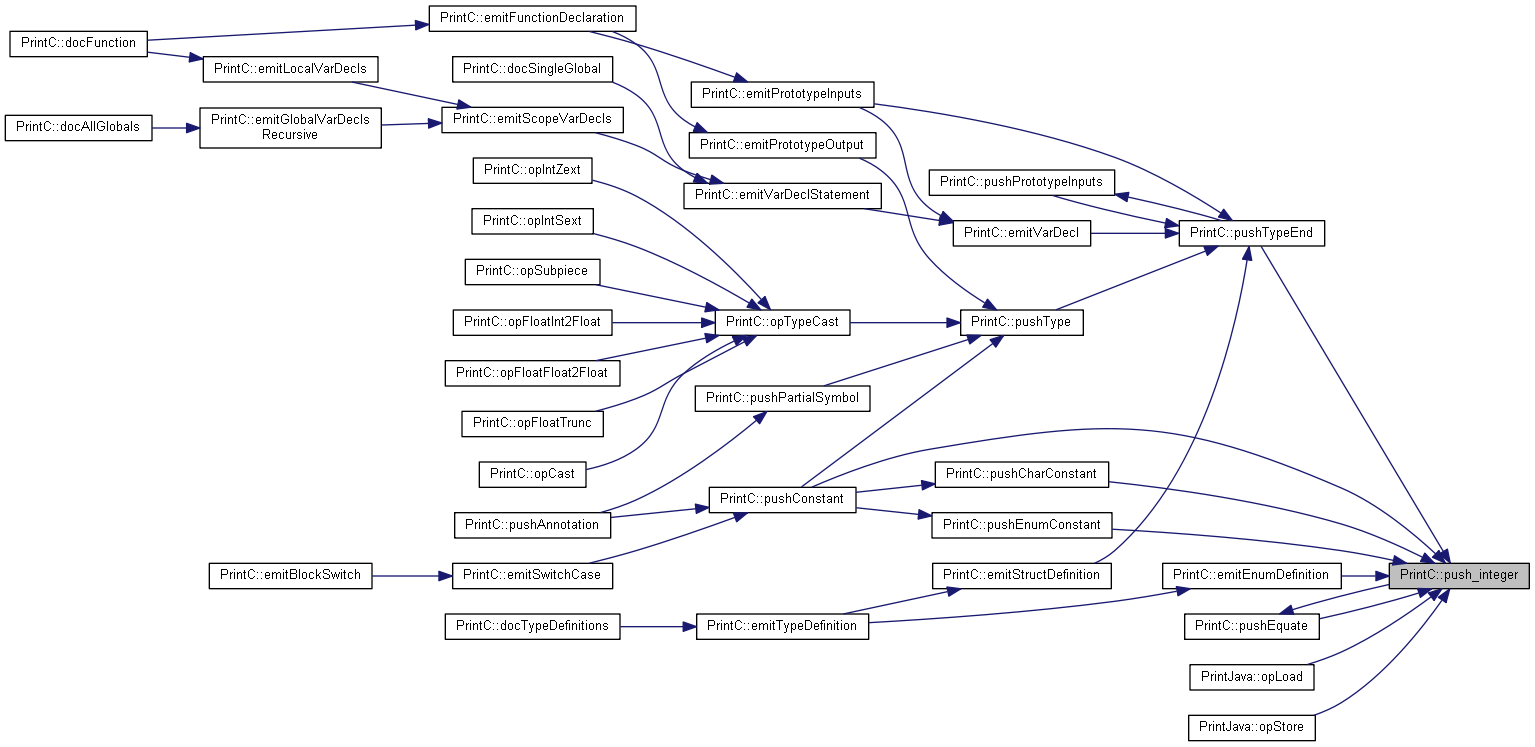 PrintC::emitFunctionDeclaration
PrintC::docFunction
PrintC::emitLocalVarDecls
PrintC::docSingleGlobal
PrintC::emitPrototypeInputs
PrintC::docAllGlobals
PrintC::emitGlobalVarDecls
Recursive
PrintC::emitScopeVarDecls
PrintC::emitPrototypeOutput
PrintC::opIntZext
PrintC::pushPrototypeInputs
PrintC::emitVarDeclStatement
PrintC::opIntSext
PrintC::emitVarDecl
PrintC::pushTypeEnd
PrintC::opSubpiece
PrintC::opFloatInt2Float
PrintC::opTypeCast
PrintC::pushType
PrintC::opFloatFloat2Float
PrintC::pushPartialSymbol
PrintC::opFloatTrunc
PrintC::opCast
PrintC::pushCharConstant
PrintC::pushConstant
PrintC::pushAnnotation
PrintC::pushEnumConstant
PrintC::emitBlockSwitch
PrintC::emitSwitchCase
PrintC::emitStructDefinition
PrintC::emitEnumDefinition
PrintC::push_integer
PrintC::docTypeDefinitions
PrintC::emitTypeDefinition
PrintC::pushEquate
PrintJava::opLoad
PrintJava::opStore